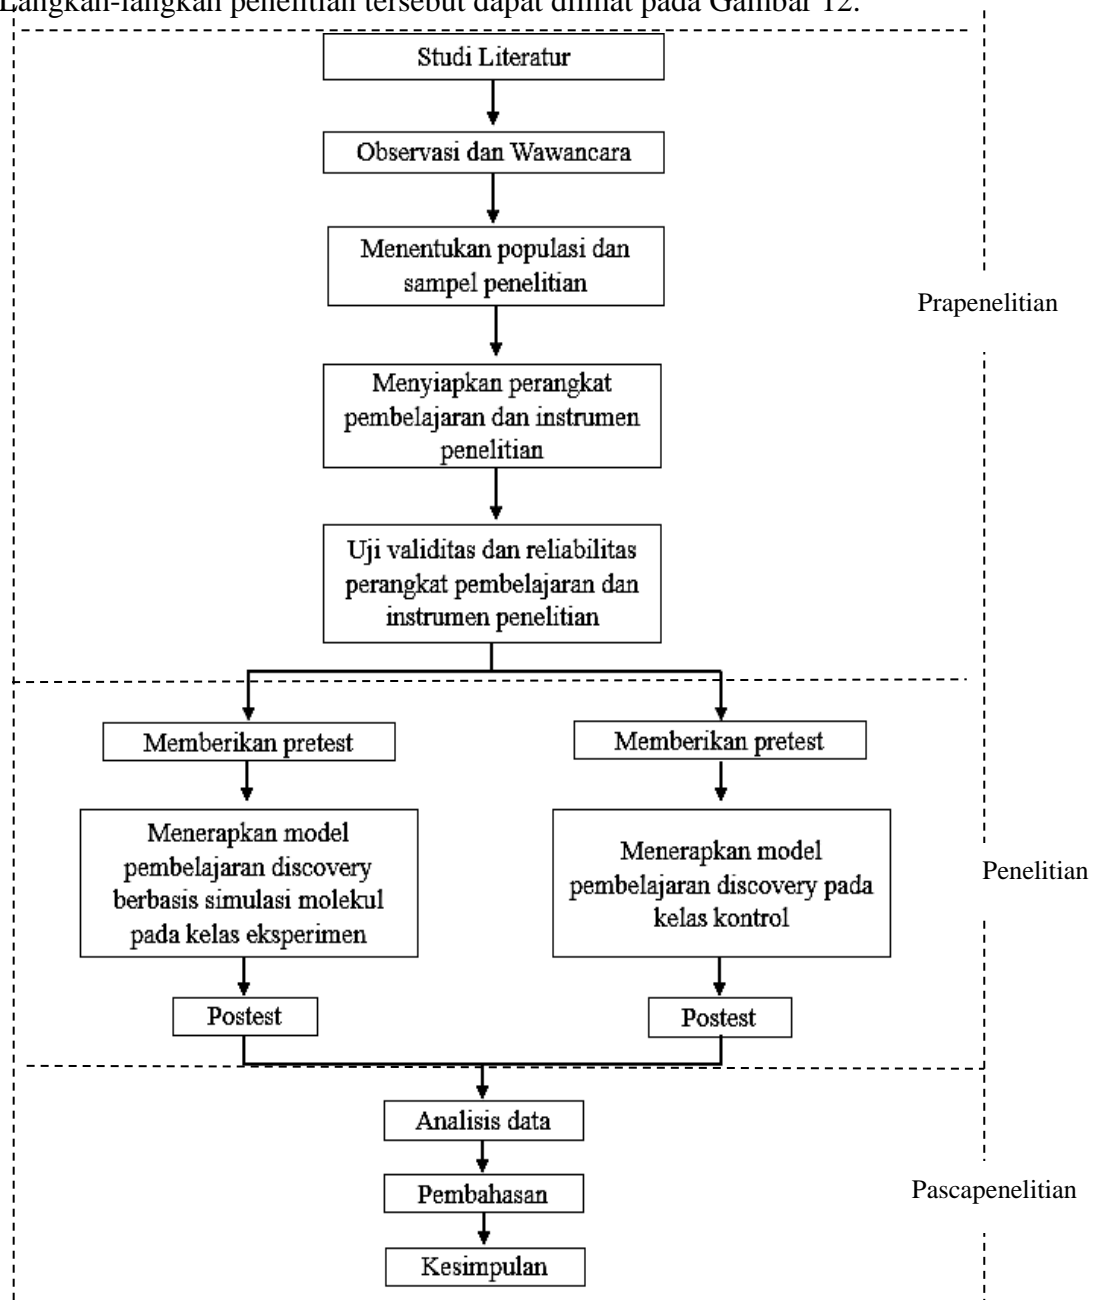 Langkah-langkah penelitian tersebut dapat dilihat pada Gambar 12.
Studi Literatur
Observasi dan Wawancara
Menentukan populasi dan
sampel penelitian
Prapenelitian
Menyiapkan perangkat
pembelajaran dan instrumen
penelitian
Uji validitas dan reliabilitas
perangkat pembelajaran dan
instrumen penelitian
Memberikan pretest
Memberikan pretest
Menerapkan model
pembelajaran discovery
berbasis simulasi molekul
pada kelas eksperimen
Menerapkan model
pembelajaran discovery pada
kelas kontrol
Penelitian
Postest
Postest
Analisis data
Pembahasan
Pascapenelitian
Kesimpulan